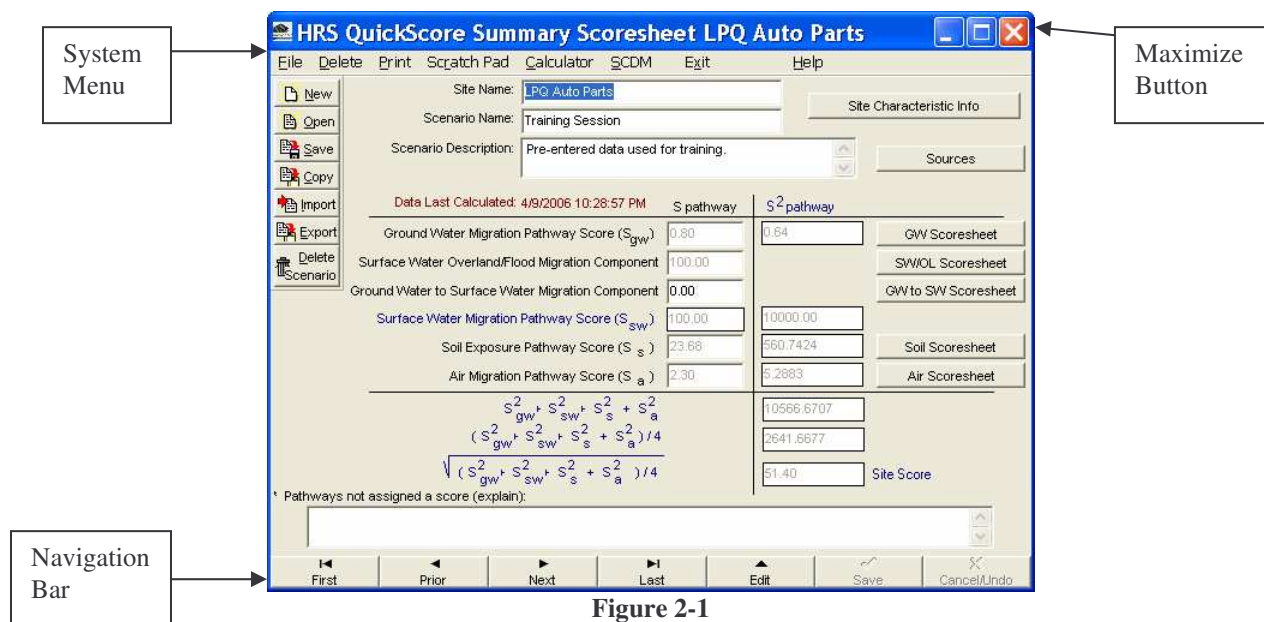 System
Menu
Maximize
Button
Navigation
Bar
HRS QuickScore Summary Scoresheet LPQ Auto Parts
File Delete Print Scratch Pad Calculator SCDM Exit Help
New
Open
Save
Copy
Import
Export
Delete
Scenario
Site Name: LPQ Auto Parts
Site Characteristic Info
Scenario Name: Training Session
Scenario Description: Pre-entered data used for training.
Sources
Data Last Calculated: 4/9/2006 10:28:57 PM S pathway S2 pathway
Ground Water Migration Pathway Score (Sgw) 0.80 0.64 GW Scoresheet
Surface Water Overland/Flood Migration Component 100.00 SW/OL Scoresheet
Ground Water to Surface Water Migration Component 0.00 GW to SW Scoresheet
Surface Water Migration Pathway Score (Ssw) 100.00 10000.00
Soil Exposure Pathway Score (S s) 23.68 560.7424 Soil Scoresheet
Air Migration Pathway Score (S a) 2.30 5.2883 Air Scoresheet
S2gw + S2sw + S2s + S2a 10566.6707
(S2gw + S2sw + S2s + S2a)/4 2641.6677
√(S2gw + S2sw + S2s + S2a)/4 51.40 Site Score
* Pathways not assigned a score (explain):
First Prior Next Last Edit Save Cancel/Undo
Figure 2-1